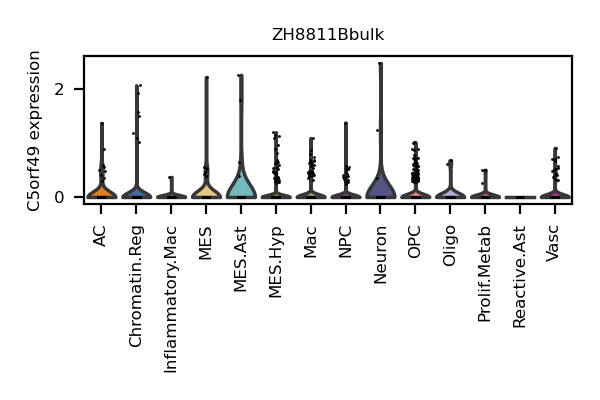 ZH8811Bbulk
C5orf49 expression
2
0
AC
Chromatin.Reg
Inflammatory.Mac
MES
MES.Ast
MES.Hyp
Mac
NPC
Neuron
OPC
Oligo
Prolif.Metab
Reactive.Ast
Vasc